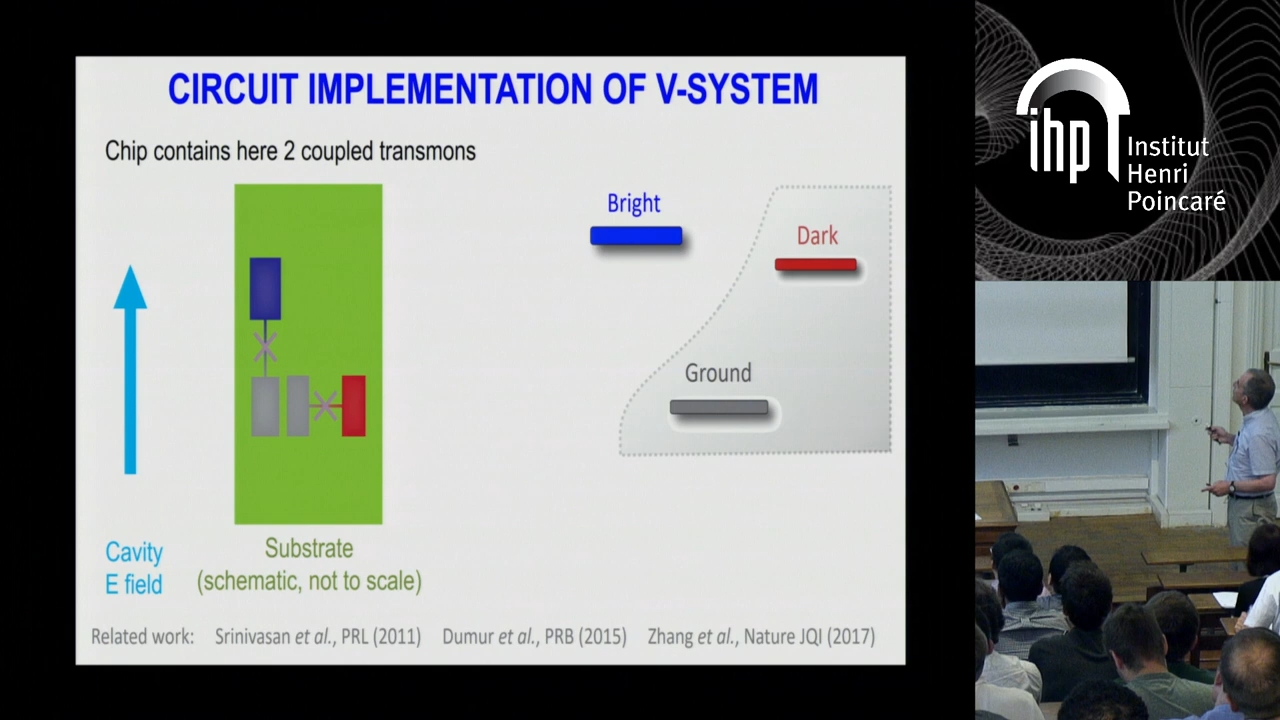 CIRCUIT IMPLEMENTATION OF V-SYSTEM
Chip contains here 2 coupled transmons
Bright
Dark
Ground
Cavity
E field
Substrate
(schematic, not to scale)
Related work: Srinivasan et al., PRL (2011) Dumur et al., PRB (2015) Zhang et al., Nature JQI (2017)
ihp
Institut
Henri
Poincaré